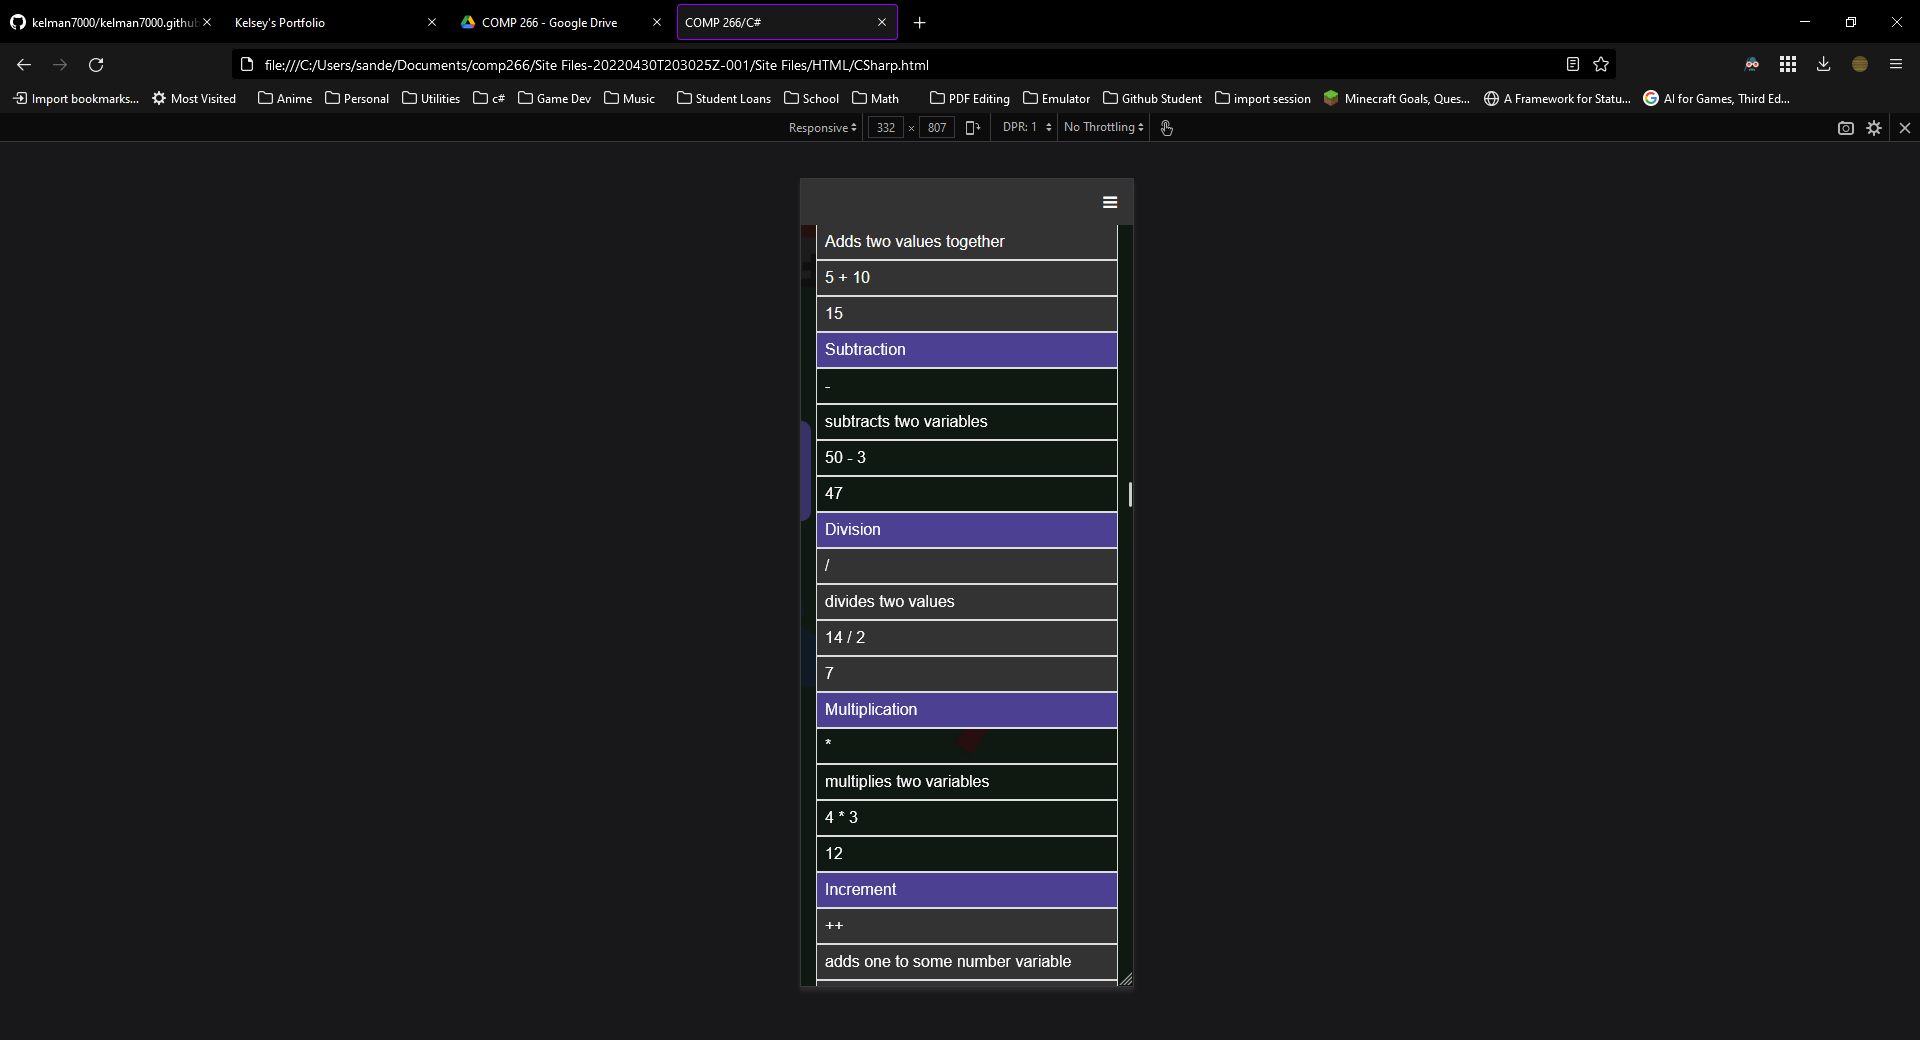 kelman7000/kelman7000.githu
Kelsey's Portfolio
COMP 266 - Google Drive
COMP 266/C#
file:///C:/Users/sande/Documents/comp266/Site Files-20220430T203025Z-001/Site Files/HTML/CSharp.html
Import bookmarks... Most Visited Anime Personal Utilities c# Game Dev Music Student Loans School Math PDF Editing Emulator Github Student import session Minecraft Goals, Ques... A Framework for Statu... AI for Games, Third Ed...
Responsive 332 × 807 DPR: 1 No Throttling
Adds two values together
5 + 10
15
Subtraction
-
subtracts two variables
50 - 3
47
Division
/
divides two values
14 / 2
7
Multiplication
*
multiplies two variables
4 * 3
12
Increment
++
adds one to some number variable